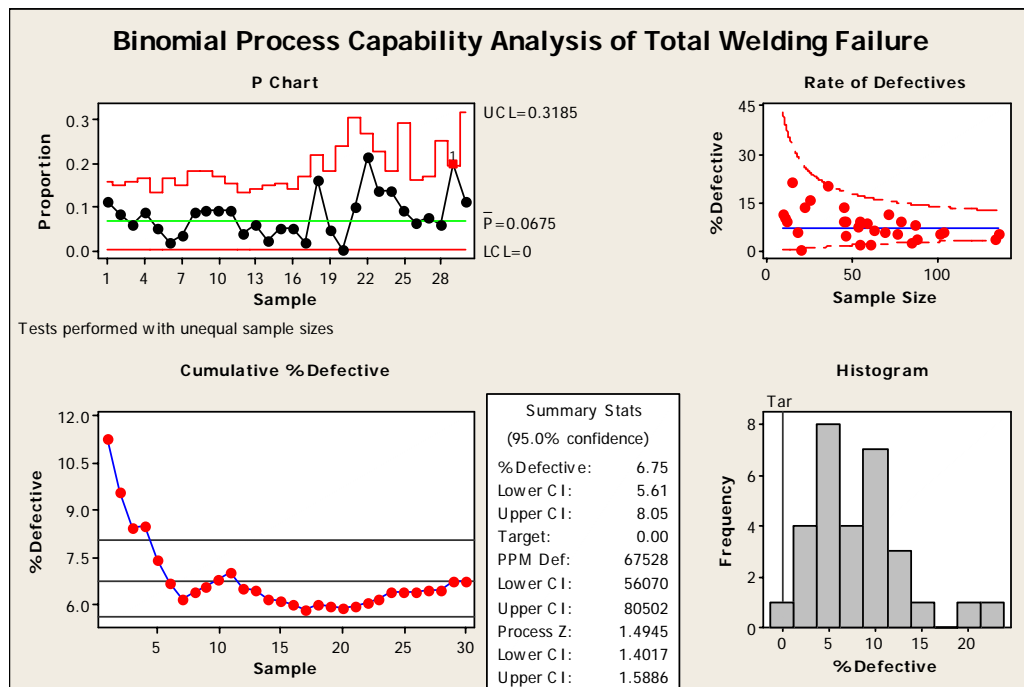 Binomial Process Capability Analysis of Total Welding Failure
P Chart
Proportion
0.3
0.2
0.1
0.0
1
UCL=0.3185
P=0.0675
LCL=0
1 4 7 10 13 16 19 22 25 28
Sample
Tests performed with unequal sample sizes
Rate of Defectives
%Defective
45
30
15
0
0 50 100
Sample Size
Cumulative %Defective
%Defective
12.0
10.5
9.0
7.5
6.0
5 10 15 20 25 30
Sample
Summary Stats
(95.0% confidence)
%Defective: 6.75
Lower CI: 5.61
Upper CI: 8.05
Target: 0.00
PPM Def: 67528
Lower CI: 56070
Upper CI: 80502
Process Z: 1.4945
Lower CI: 1.4017
Upper CI: 1.5886
Histogram
Tar
Frequency
8
6
4
2
0
0 5 10 15 20
%Defective